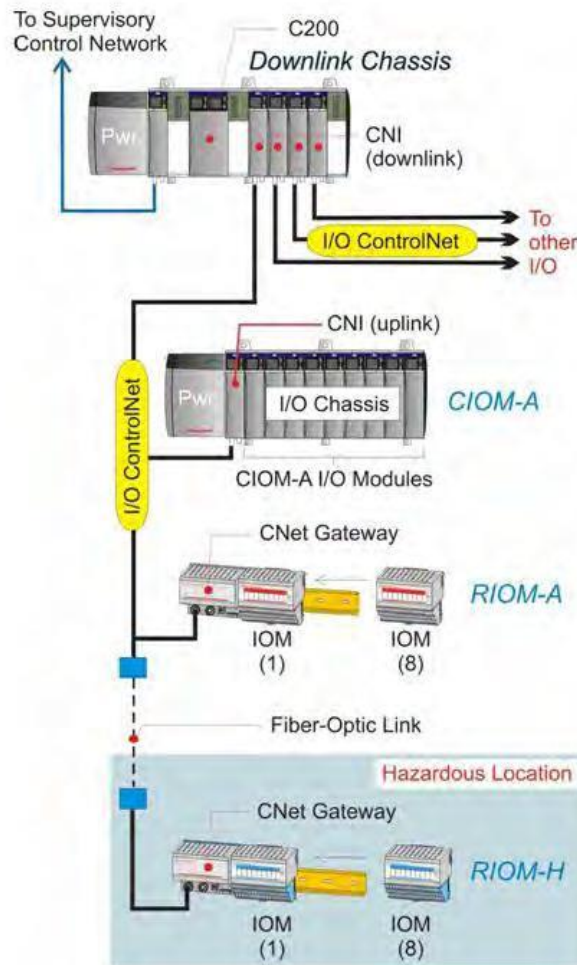 To Supervisory
Control Network
C200
Downlink Chassis
Pwr.
CNI
(downlink)
I/O ControlNet
To
other
I/O
CNI (uplink)
I/O ControlNet
Pwr.
I/O Chassis
CIOM-A
CIOM-A I/O Modules
CNet Gateway
RIOM-A
IOM
(1)
IOM
(8)
Fiber-Optic Link
Hazardous Location
CNet Gateway
RIOM-H
IOM
(1)
IOM
(8)